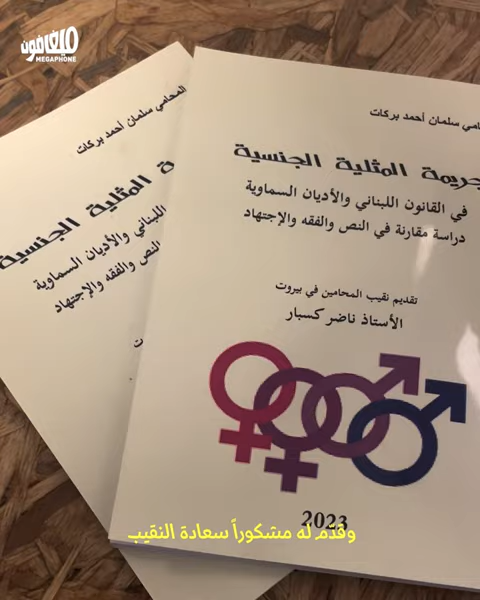 ميغافون
MEGAPHONE
المحامي سلمان أحمد بركات
المثلية الجنسية
اللبناني والأديان السماوية
النص والفقه والإجتهاد
سلمان أحمد بركات
جريمة المثلية الجنسية
في القانون اللبناني والأديان السماوية
دراسة مقارنة في النص والفقه والإجتهاد
تقديم نقيب المحامين في بيروت
الأستاذ ناضر كسبار
2023
وقدّم له مشكوراً سعادة النقيب